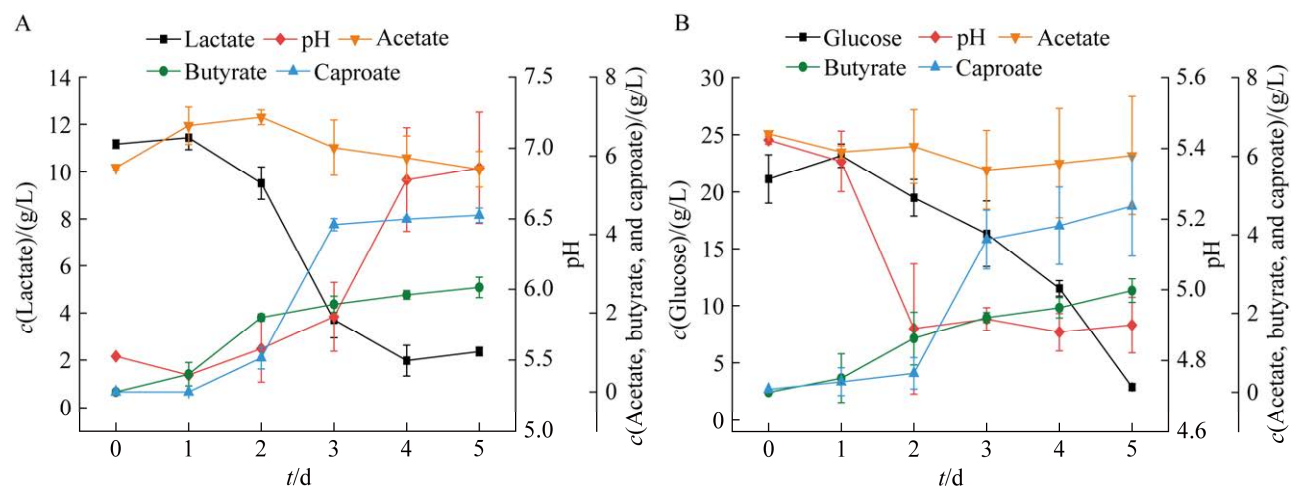 A
Lactate pH Acetate
Butyrate Caproate
14
12
10
8
6
4
2
0
c(Lactate)/(g/L)
7.5
7.0
6.5
6.0
5.5
5.0
pH
8
6
4
2
0
c(Acetate, butyrate, and caproate)/(g/L)
0 1 2 3 4 5
t/d
B
Glucose pH Acetate
Butyrate Caproate
30
25
20
15
10
5
0
c(Glucose)/(g/L)
5.6
5.4
5.2
5.0
4.8
4.6
pH
8
6
4
2
0
c(Acetate, butyrate, and caproate)/(g/L)
0 1 2 3 4 5
t/d